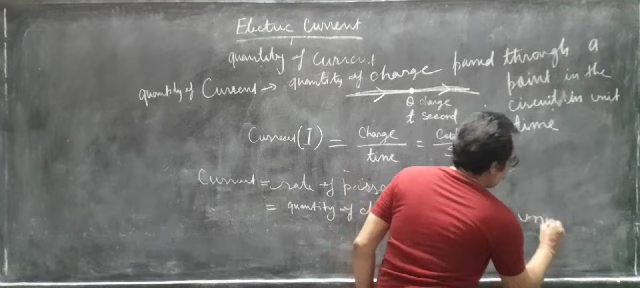 Electric Current
quantity of current
quantity of Current → quantity of charge passed through a
point in the
circuit in unit
time
Q charge
t second
Current (I) = Charge / time =
Current = rate of
= quantity of